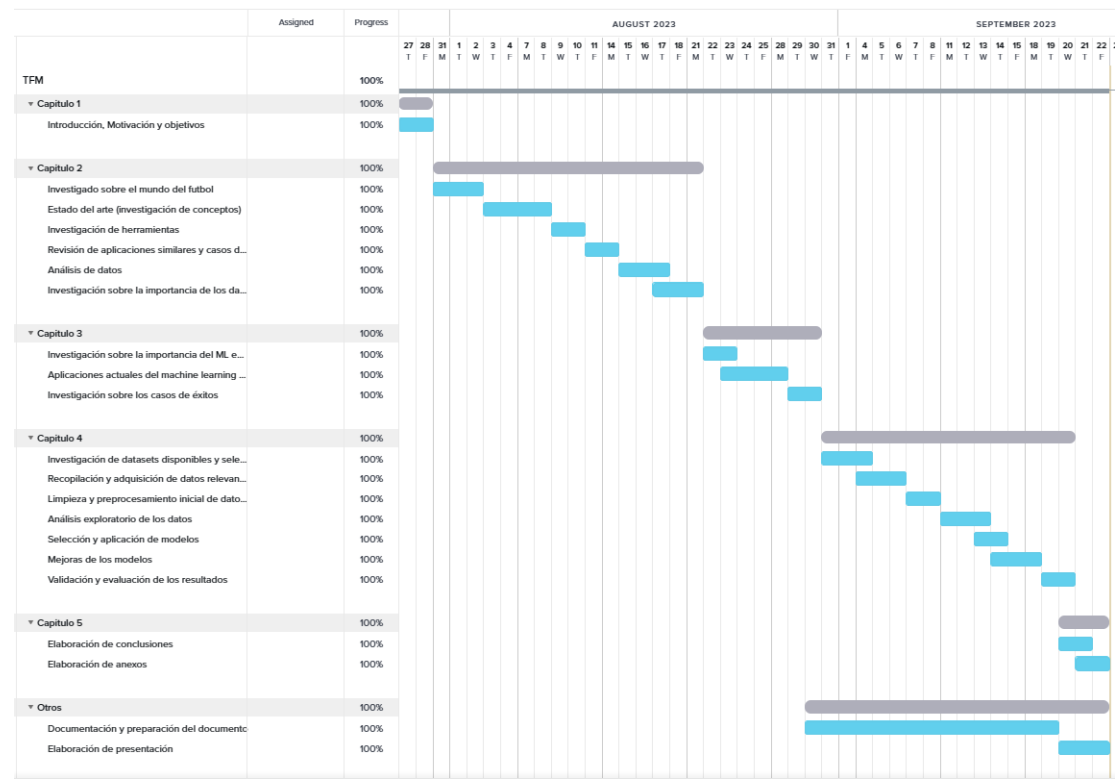 Assigned Progress AUGUST 2023 SEPTEMBER 2023
27 28 31 1 2 3 4 7 8 9 10 11 14 15 16 17 18 21 22 23 24 25 28 29 30 31 1 4 5 6 7 8 11 12 13 14 15 18 19 20 21 22
T F M T W T F M T W T F M T W T F M T W T F M T W T F M T W T F M T W T F M T W T F
TFM 100%
Capitulo 1 100%
Introducción, Motivación y objetivos 100%
Capitulo 2 100%
Investigado sobre el mundo del futbol 100%
Estado del arte (investigación de conceptos) 100%
Investigación de herramientas 100%
Revisión de aplicaciones similares y casos d... 100%
Análisis de datos 100%
Investigación sobre la importancia de los da... 100%
Capitulo 3 100%
Investigación sobre la importancia del ML e... 100%
Aplicaciones actuales del machine learning ... 100%
Investigación sobre los casos de éxitos 100%
Capitulo 4 100%
Investigación de datasets disponibles y sele... 100%
Recopilación y adquisición de datos relevan... 100%
Limpieza y preprocesamiento inicial de dato... 100%
Análisis exploratorio de los datos 100%
Selección y aplicación de modelos 100%
Mejoras de los modelos 100%
Validación y evaluación de los resultados 100%
Capitulo 5 100%
Elaboración de conclusiones 100%
Elaboración de anexos 100%
Otros 100%
Documentación y preparación del documento 100%
Elaboración de presentación 100%